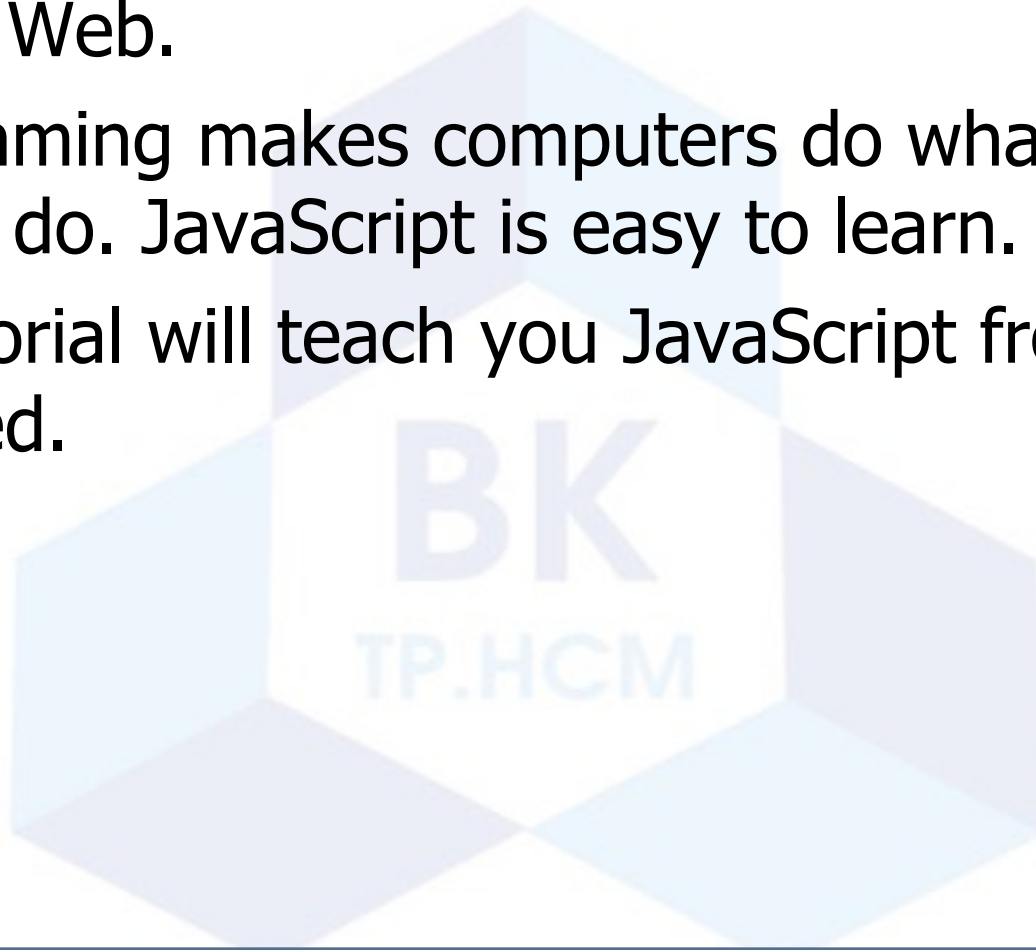 Web.
mming makes computers do wha
do. JavaScript is easy to learn.
orial will teach you JavaScript fr
ed.
BK
TP.HCM